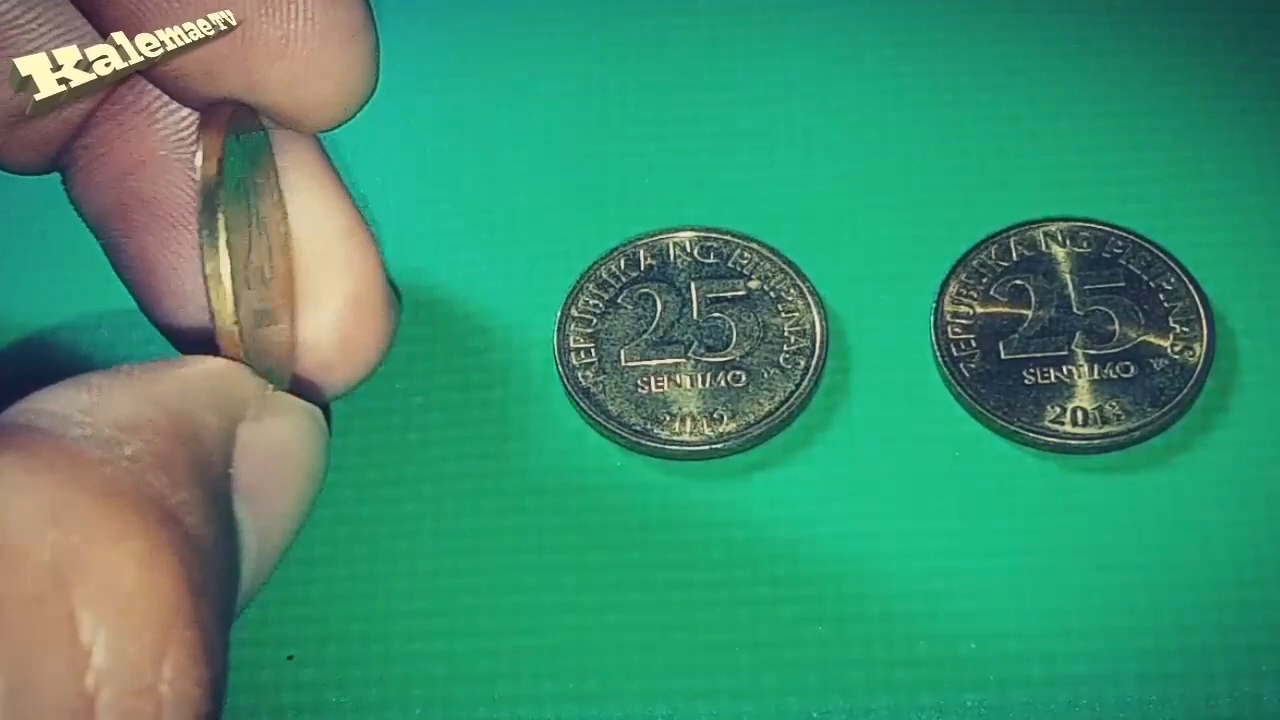 KalemaeTV
REPUBLIKA NG PILIPINAS
25
SENTIMO
2012
REPUBLIKA NG PILIPINAS
25
SENTIMO
2013